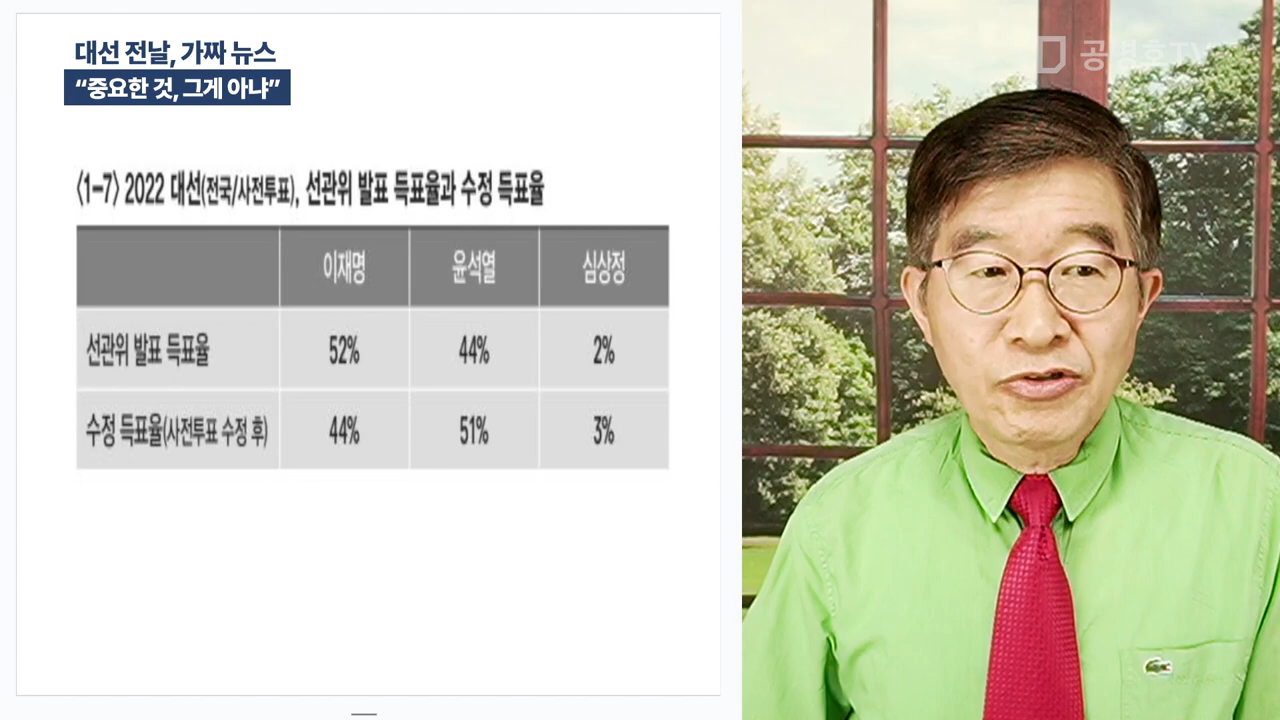 대선 전날, 가짜 뉴스
“중요한 것, 그게 아냐”
공병호TV
<1-7> 2022 대선(전국/사전투표), 선관위 발표 득표율과 수정 득표율
이재명 윤석열 심상정
선관위 발표 득표율 52% 44% 2%
수정 득표율(사전투표 수정 후) 44% 51% 3%